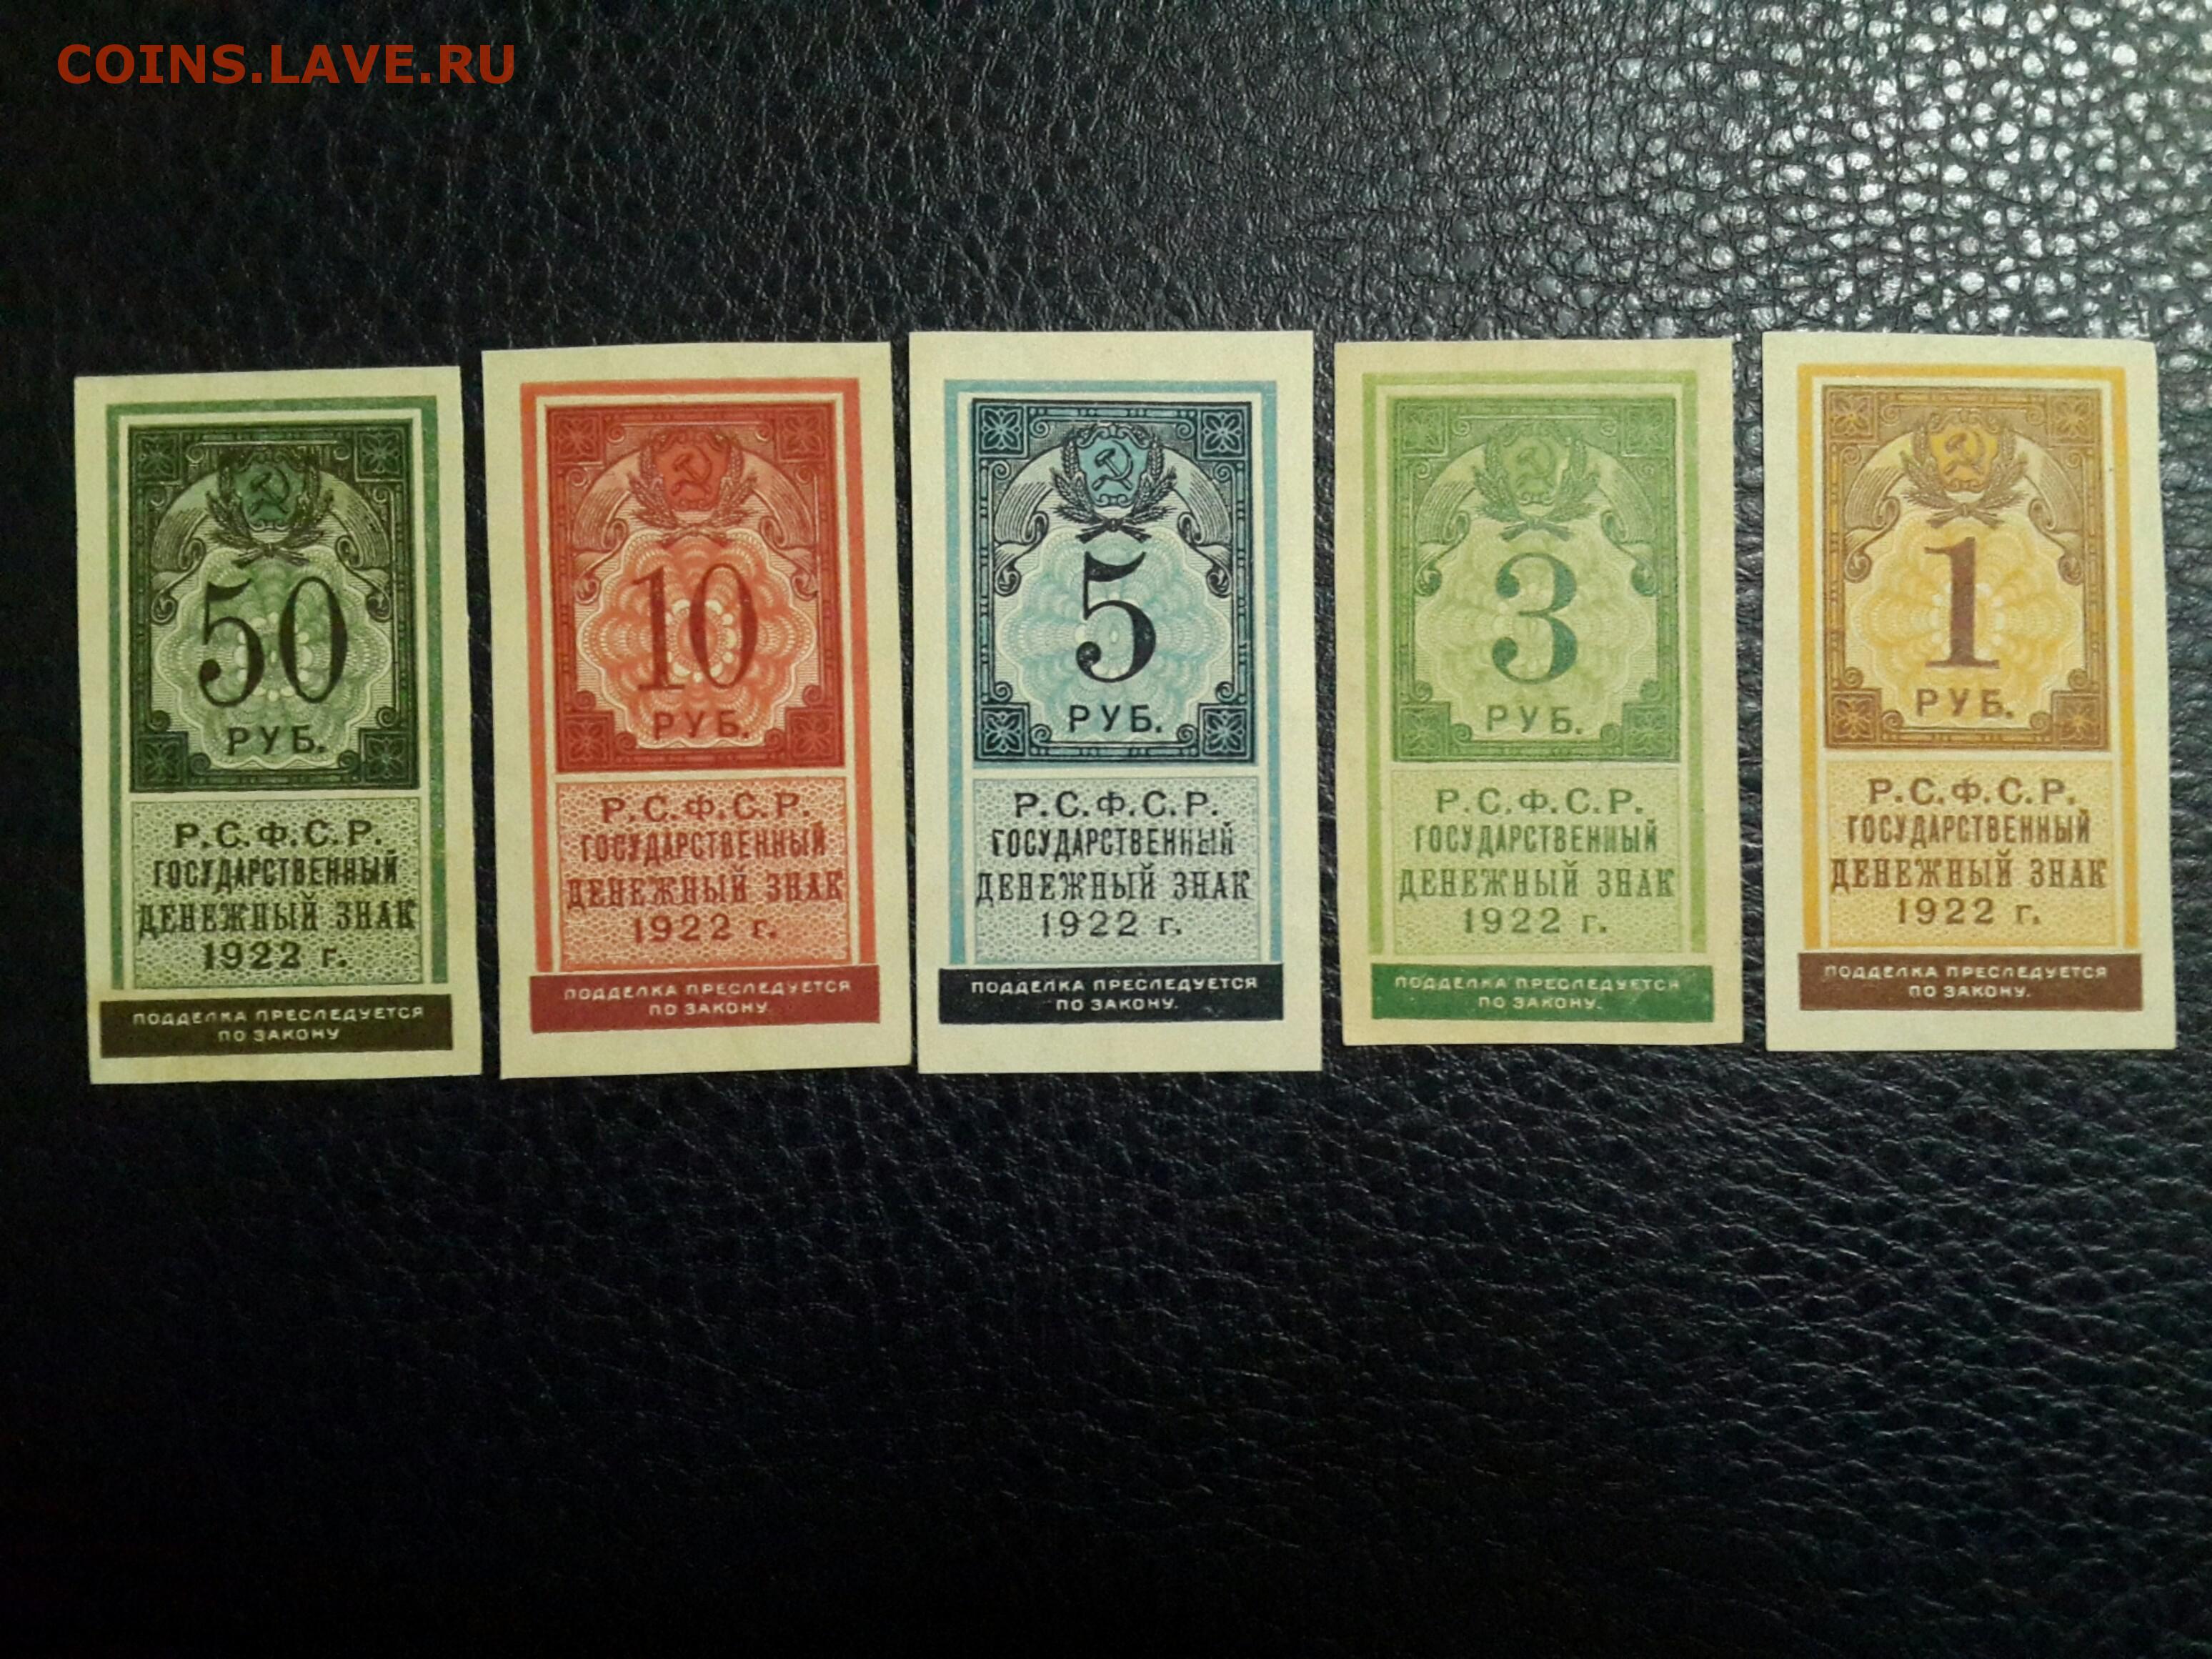 COINS.LAVE.RU
50
РУБ.
Р.С.Ф.С.Р.
ГОСУДАРСТВЕННЫЙ
ДЕНЕЖНЫЙ ЗНАК
1922 г.
ПОДДЕЛКА ПРЕСЛЕДУЕТСЯ
ПО ЗАКОНУ
10
РУБ.
Р.С.Ф.С.Р.
ГОСУДАРСТВЕННЫЙ
ДЕНЕЖНЫЙ ЗНАК
1922 г.
ПОДДЕЛКА ПРЕСЛЕДУЕТСЯ
ПО ЗАКОНУ
5
РУБ.
Р.С.Ф.С.Р.
ГОСУДАРСТВЕННЫЙ
ДЕНЕЖНЫЙ ЗНАК
1922 г.
ПОДДЕЛКА ПРЕСЛЕДУЕТСЯ
ПО ЗАКОНУ.
3
РУБ.
Р.С.Ф.С.Р.
ГОСУДАРСТВЕННЫЙ
ДЕНЕЖНЫЙ ЗНАК
1922 г.
ПОДДЕЛКА ПРЕСЛЕДУЕТСЯ
ПО ЗАКОНУ.
1
РУБ.
Р.С.Ф.С.Р.
ГОСУДАРСТВЕННЫЙ
ДЕНЕЖНЫЙ ЗНАК
1922 г.
ПОДДЕЛКА ПРЕСЛЕДУЕТСЯ
ПО ЗАКОНУ.